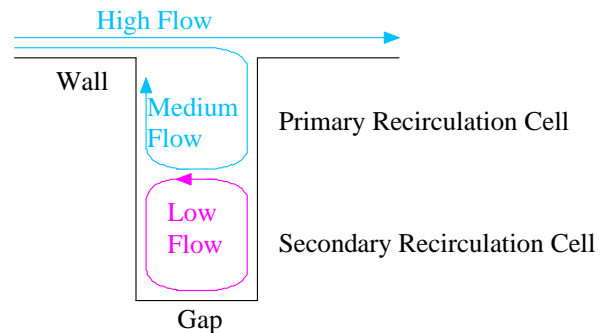 High Flow
Wall
Medium
Flow
Primary Recirculation Cell
Low
Flow
Secondary Recirculation Cell
Gap